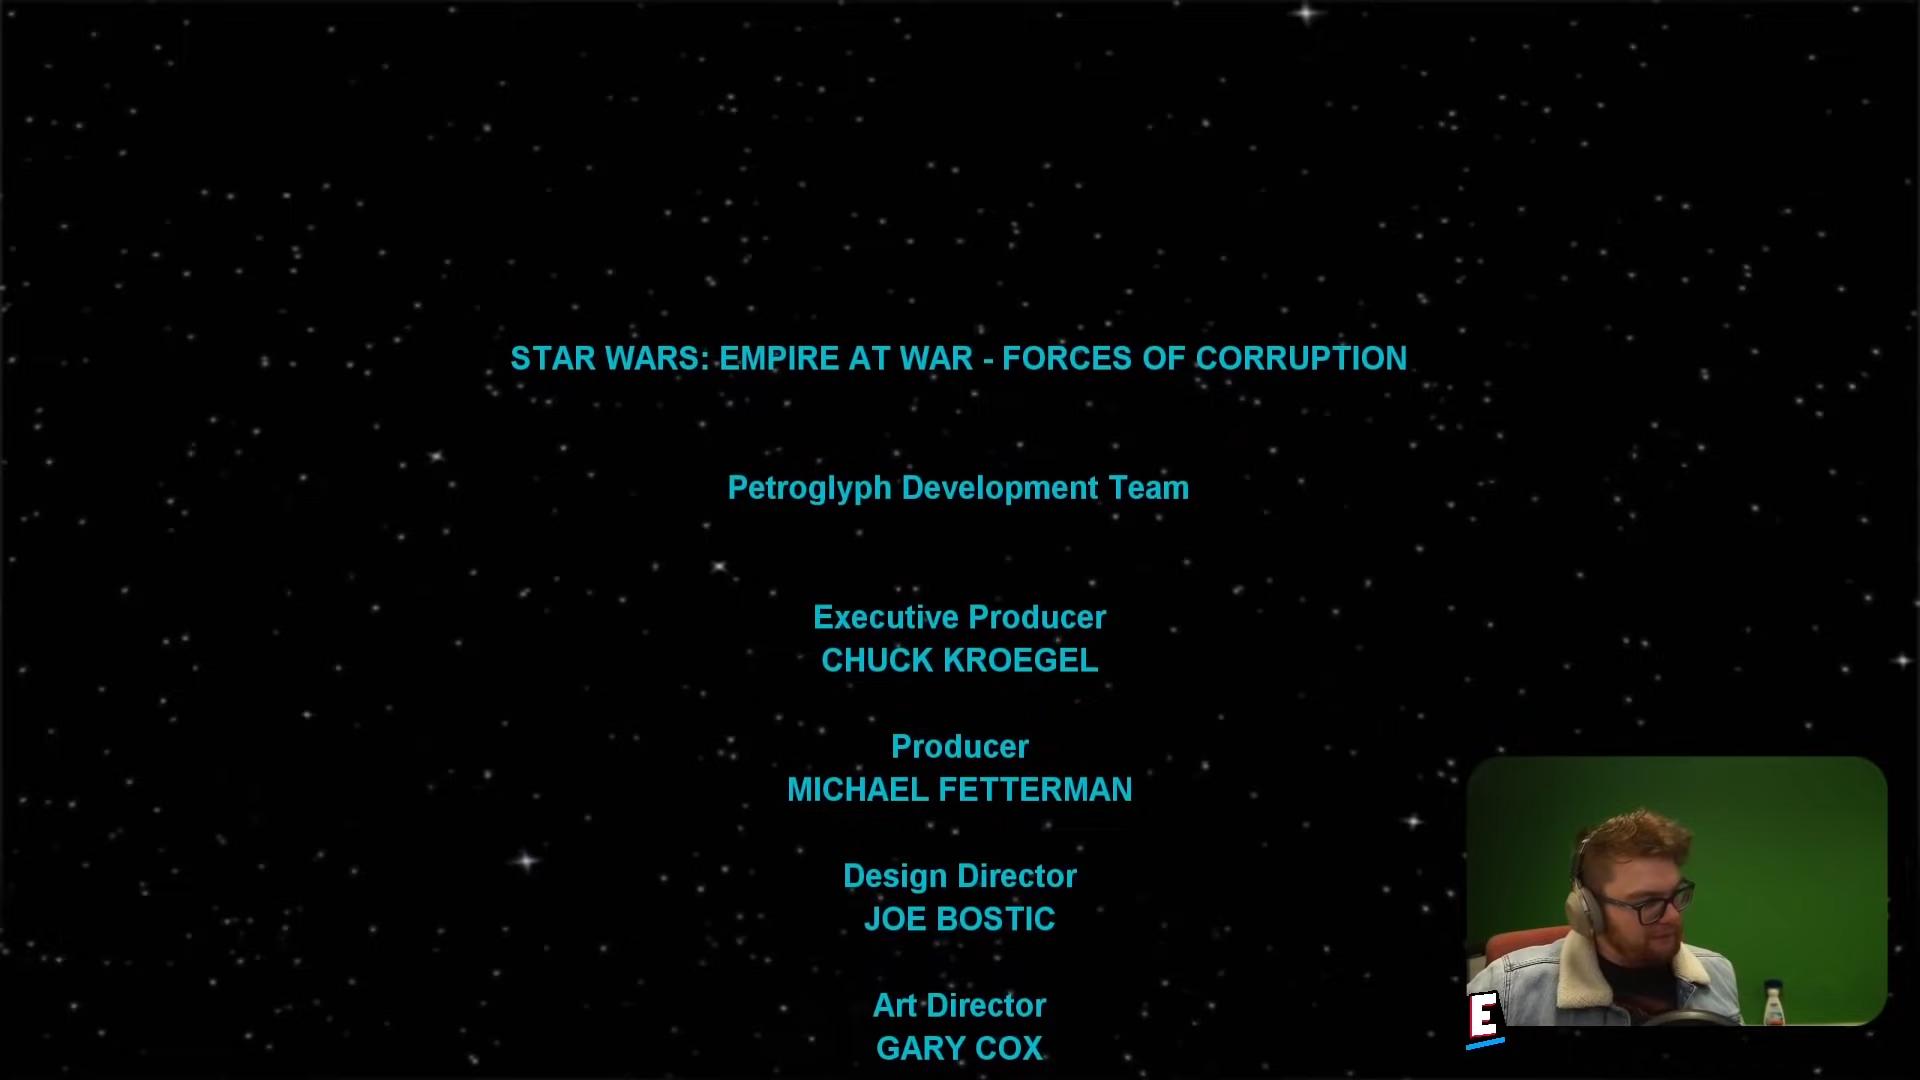 STAR WARS: EMPIRE AT WAR - FORCES OF CORRUPTION
Petroglyph Development Team
Executive Producer
CHUCK KROEGEL
Producer
MICHAEL FETTERMAN
Design Director
JOE BOSTIC
Art Director
GARY COX
E